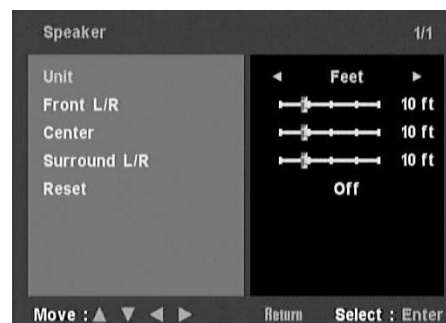 Speaker 1/1
Unit ◄ Feet ►
Front L/R 10 ft
Center 10 ft
Surround L/R 10 ft
Reset Off
Move : ▲ ▼ ◄ ► Return Select : Enter